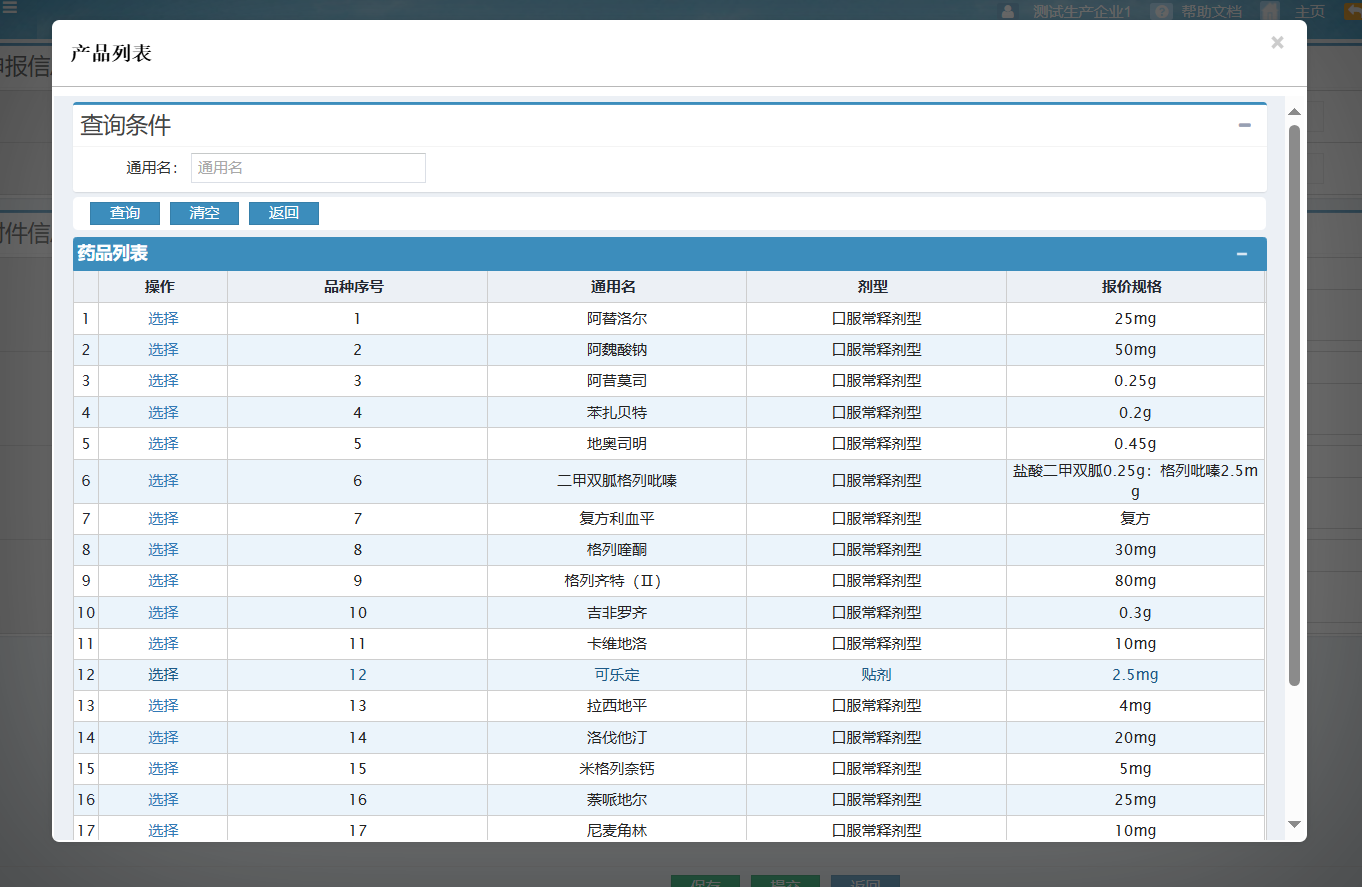 测试生产企业1 帮助文档 主页
产品列表 ×
申报信息
查询条件
通用名： 通用名
查询 清空 返回
附件信息
药品列表
操作 品种序号 通用名 剂型 报价规格
1 选择 1 阿替洛尔 口服常释剂型 25mg
2 选择 2 阿魏酸钠 口服常释剂型 50mg
3 选择 3 阿昔莫司 口服常释剂型 0.25g
4 选择 4 苯扎贝特 口服常释剂型 0.2g
5 选择 5 地奥司明 口服常释剂型 0.45g
6 选择 6 二甲双胍格列吡嗪 口服常释剂型 盐酸二甲双胍0.25g：格列吡嗪2.5m
g
7 选择 7 复方利血平 口服常释剂型 复方
8 选择 8 格列喹酮 口服常释剂型 30mg
9 选择 9 格列齐特（Ⅱ） 口服常释剂型 80mg
10 选择 10 吉非罗齐 口服常释剂型 0.3g
11 选择 11 卡维地洛 口服常释剂型 10mg
12 选择 12 可乐定 贴剂 2.5mg
13 选择 13 拉西地平 口服常释剂型 4mg
14 选择 14 洛伐他汀 口服常释剂型 20mg
15 选择 15 米格列奈钙 口服常释剂型 5mg
16 选择 16 萘哌地尔 口服常释剂型 25mg
17 选择 17 尼麦角林 口服常释剂型 10mg
保存 提交 返回